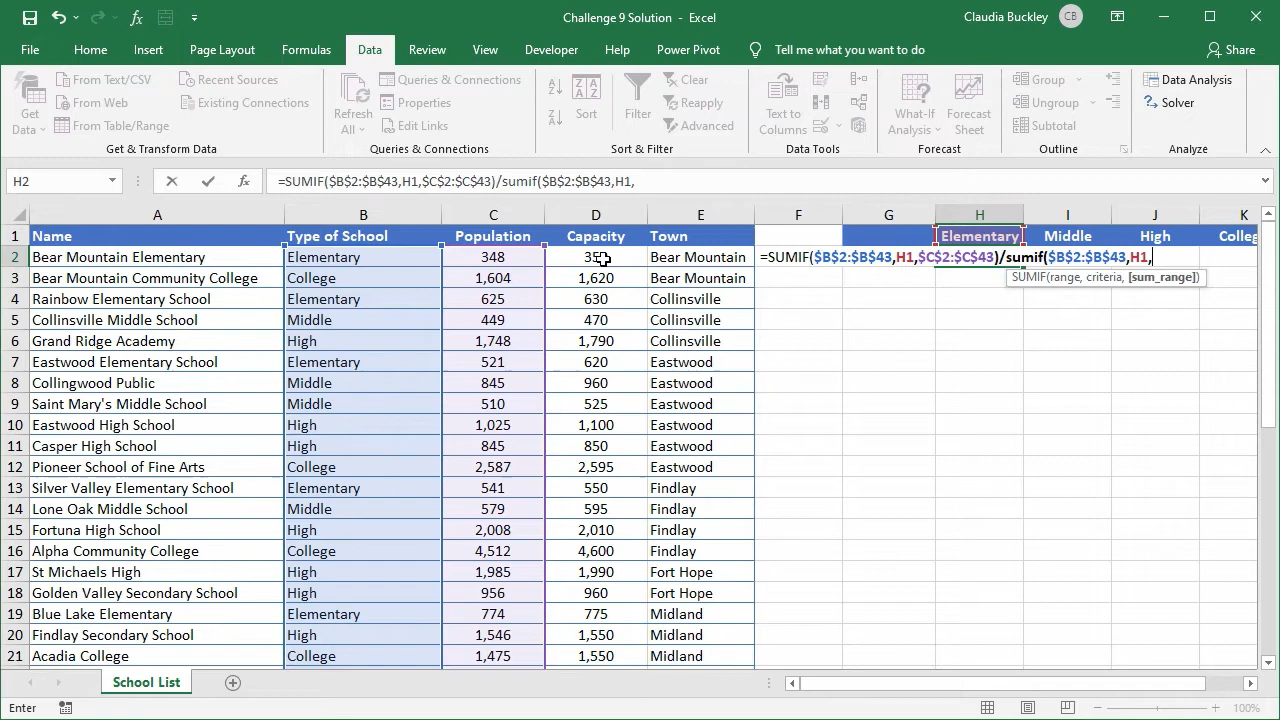 Challenge 9 Solution - Excel
Claudia Buckley CB
File Home Insert Page Layout Formulas Data Review View Developer Help Power Pivot Tell me what you want to do Share
Get Data
From Text/CSV
From Web
From Table/Range
Recent Sources
Existing Connections
Get & Transform Data
Refresh All
Queries & Connections
Properties
Edit Links
Queries & Connections
Sort
Filter
Clear
Reapply
Advanced
Sort & Filter
Text to Columns
Data Tools
What-If Analysis
Forecast Sheet
Forecast
Group
Ungroup
Subtotal
Outline
Data Analysis
Solver
Analyze
H2 fx =SUMIF($B$2:$B$43,H1,$C$2:$C$43)/sumif($B$2:$B$43,H1,
A B C D E F G H I J K
1 Name Type of School Population Capacity Town Elementary Middle High Colleg
2 Bear Mountain Elementary Elementary 348 Bear Mountain =SUMIF($B$2:$B$43,H1,$C$2:$C$43)/sumif($B$2:$B$43,H1,
3 Bear Mountain Community College College 1,604 1,620 Bear Mountain SUMIF(range, criteria, [sum_range])
4 Rainbow Elementary School Elementary 625 630 Collinsville
5 Collinsville Middle School Middle 449 470 Collinsville
6 Grand Ridge Academy High 1,748 1,790 Collinsville
7 Eastwood Elementary School Elementary 521 620 Eastwood
8 Collingwood Public Middle 845 960 Eastwood
9 Saint Mary's Middle School Middle 510 525 Eastwood
10 Eastwood High School High 1,025 1,100 Eastwood
11 Casper High School High 845 850 Eastwood
12 Pioneer School of Fine Arts College 2,587 2,595 Eastwood
13 Silver Valley Elementary School Elementary 541 550 Findlay
14 Lone Oak Middle School Middle 579 595 Findlay
15 Fortuna High School High 2,008 2,010 Findlay
16 Alpha Community College College 4,512 4,600 Findlay
17 St Michaels High High 1,985 1,990 Fort Hope
18 Golden Valley Secondary School High 956 960 Fort Hope
19 Blue Lake Elementary Elementary 774 775 Midland
20 Findlay Secondary School High 1,546 1,550 Midland
21 Acadia College College 1,475 1,550 Midland
School List
Enter 100%